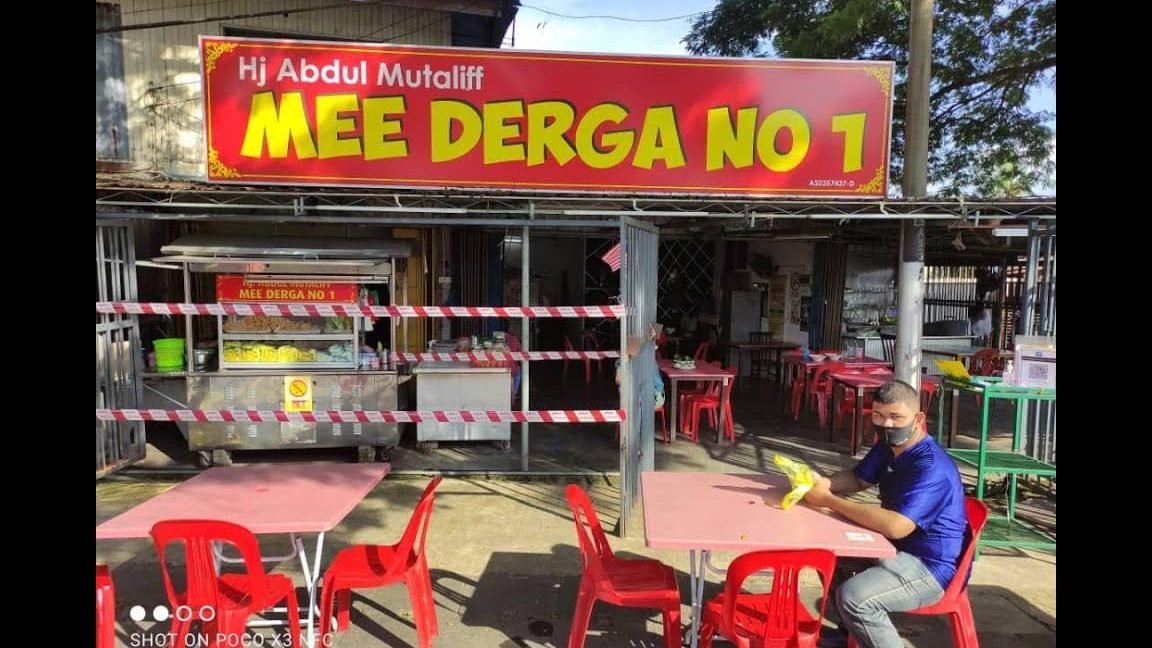 Hj Abdul Mutaliff
MEE DERGA NO 1
AS0357437-D
Hj. ABDUL MUTALIFF
MEE DERGA NO 1
SHOT ON POCO X3 NFC